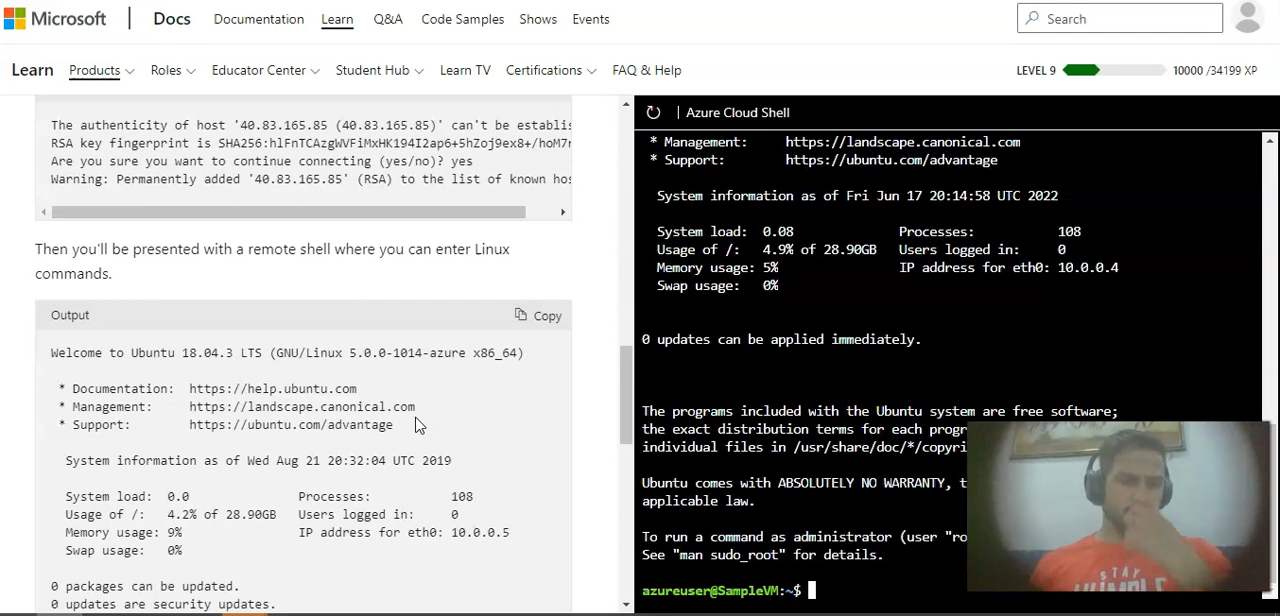 Microsoft
Docs
Documentation
Learn
Q&A
Code Samples
Shows
Events
Search
Learn
Products
Roles
Educator Center
Student Hub
Learn TV
Certifications
FAQ & Help
LEVEL 9
10000 /34199 XP
The authenticity of host '40.83.165.85 (40.83.165.85)' can't be establis
RSA key fingerprint is SHA256:hlFnTCAzgWVFiMxHK194I2ap6+5hZoj9ex8+/hoM7r
Are you sure you want to continue connecting (yes/no)? yes
Warning: Permanently added '40.83.165.85' (RSA) to the list of known hos
Then you'll be presented with a remote shell where you can enter Linux
commands.
Output
Copy
Welcome to Ubuntu 18.04.3 LTS (GNU/Linux 5.0.0-1014-azure x86_64)
* Documentation: https://help.ubuntu.com
* Management: https://landscape.canonical.com
* Support: https://ubuntu.com/advantage
System information as of Wed Aug 21 20:32:04 UTC 2019
System load: 0.0 Processes: 108
Usage of /: 4.2% of 28.90GB Users logged in: 0
Memory usage: 9% IP address for eth0: 10.0.0.5
Swap usage: 0%
0 packages can be updated.
0 updates are security updates.
Azure Cloud Shell
* Management: https://landscape.canonical.com
* Support: https://ubuntu.com/advantage
System information as of Fri Jun 17 20:14:58 UTC 2022
System load: 0.08 Processes: 108
Usage of /: 4.9% of 28.90GB Users logged in: 0
Memory usage: 5% IP address for eth0: 10.0.0.4
Swap usage: 0%
0 updates can be applied immediately.
The programs included with the Ubuntu system are free software;
the exact distribution terms for each progr
individual files in /usr/share/doc/*/copyri
Ubuntu comes with ABSOLUTELY NO WARRANTY, t
applicable law.
To run a command as administrator (user "ro
See "man sudo_root" for details.
azureuser@SampleVM:~$
STAY
HUMBLE